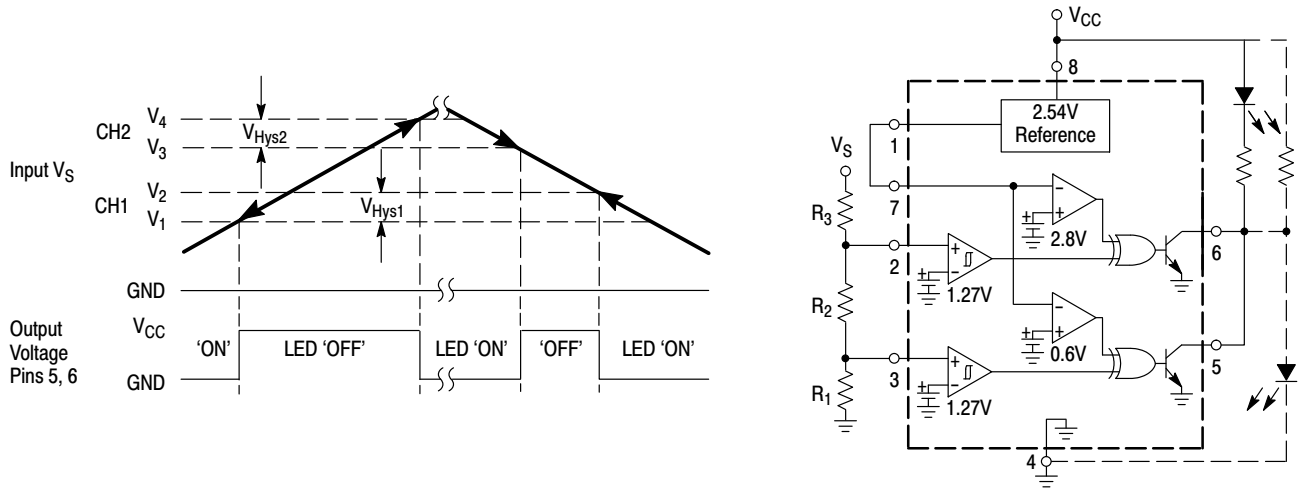 Input VS
CH2
V4
V3
VHys2
CH1
V2
V1
VHys1
GND
Output
Voltage
Pins 5, 6
VCC
GND
'ON'
LED 'OFF'
LED 'ON'
'OFF'
LED 'ON'
VCC
8
2.54V
Reference
1
VS
7
R3
+
-
+
2.8V
6
2
+
-
+
1.27V
R2
+
-
+
0.6V
5
3
+
-
+
1.27V
R1
4